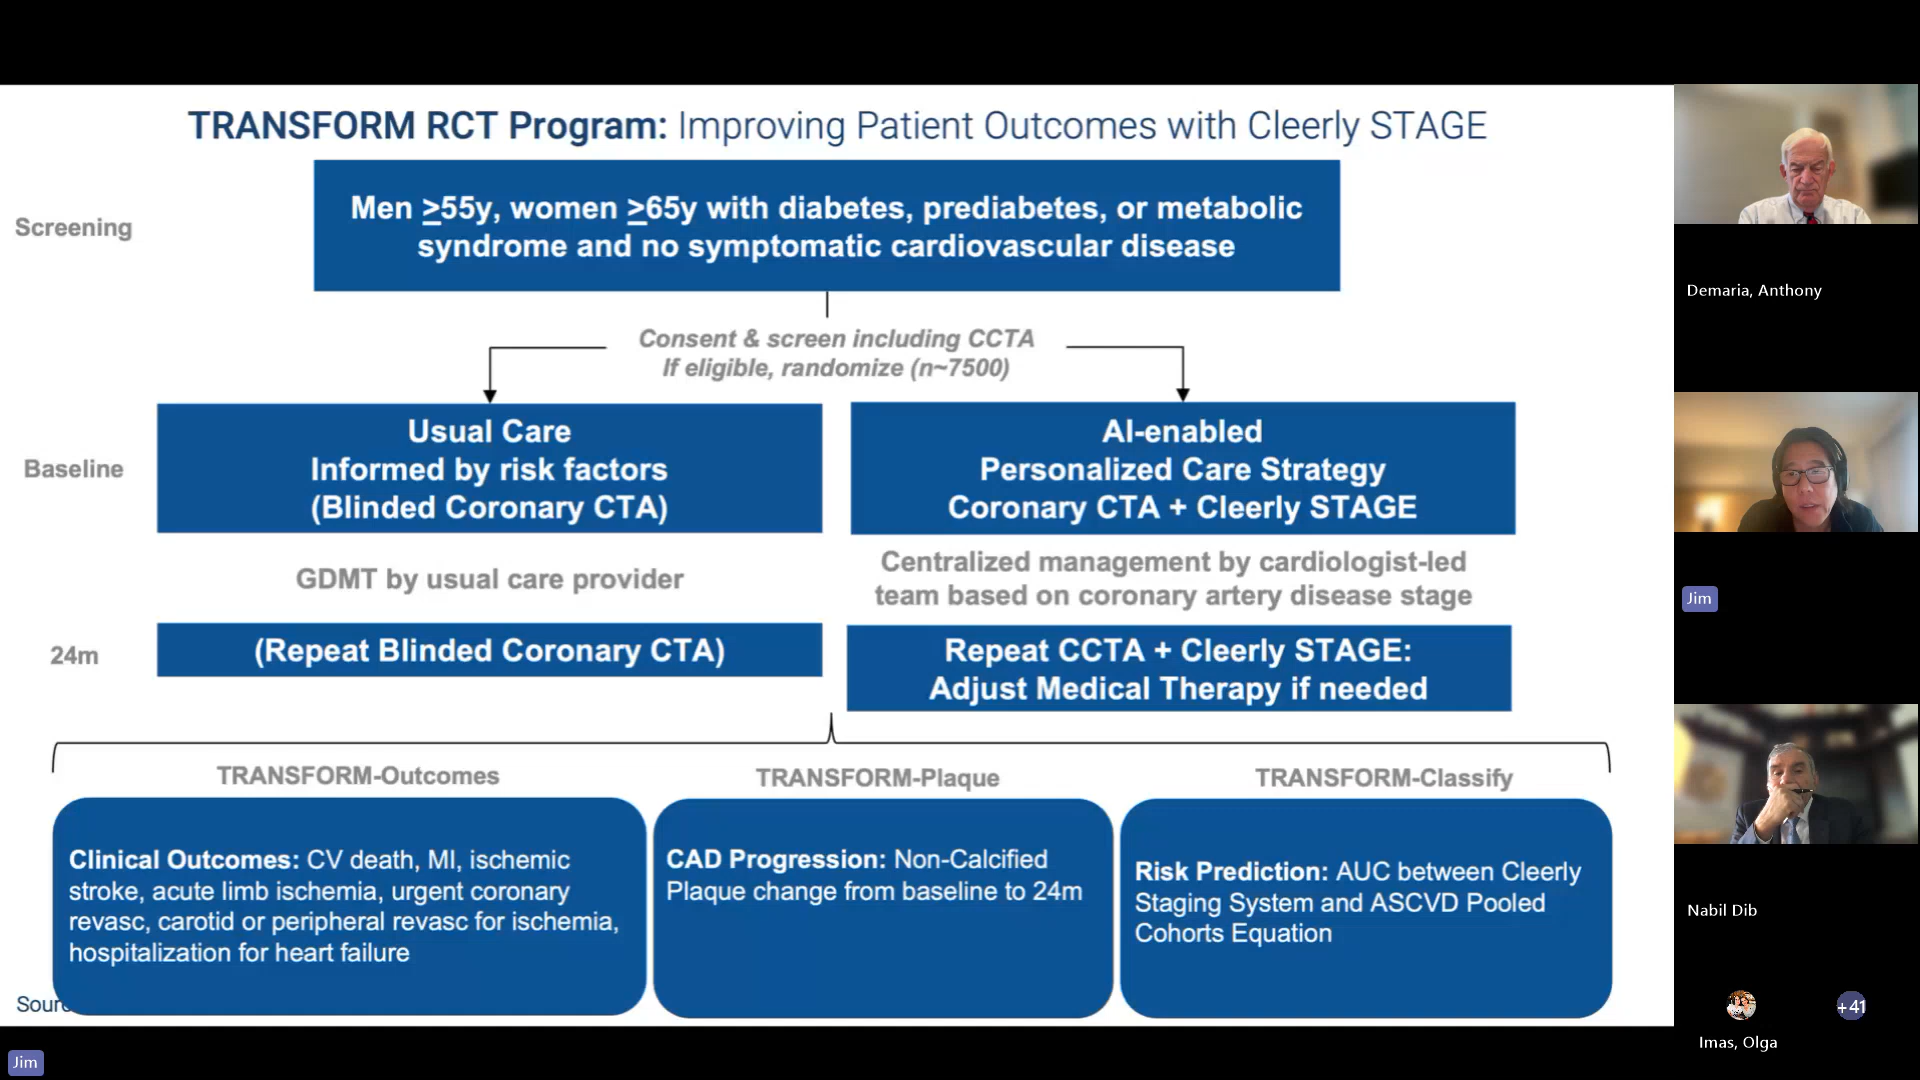 TRANSFORM RCT Program: Improving Patient Outcomes with Cleerly STAGE
Screening
Men ≥55y, women ≥65y with diabetes, prediabetes, or metabolic
syndrome and no symptomatic cardiovascular disease
Consent & screen including CCTA
If eligible, randomize (n~7500)
Baseline
Usual Care
Informed by risk factors
(Blinded Coronary CTA)
AI-enabled
Personalized Care Strategy
Coronary CTA + Cleerly STAGE
GDMT by usual care provider
Centralized management by cardiologist-led
team based on coronary artery disease stage
24m
(Repeat Blinded Coronary CTA)
Repeat CCTA + Cleerly STAGE:
Adjust Medical Therapy if needed
TRANSFORM-Outcomes
Clinical Outcomes: CV death, MI, ischemic
stroke, acute limb ischemia, urgent coronary
revasc, carotid or peripheral revasc for ischemia,
hospitalization for heart failure
TRANSFORM-Plaque
CAD Progression: Non-Calcified
Plaque change from baseline to 24m
TRANSFORM-Classify
Risk Prediction: AUC between Cleerly
Staging System and ASCVD Pooled
Cohorts Equation
Jim
Demaria, Anthony
Jim
Nabil Dib
+41
Imas, Olga